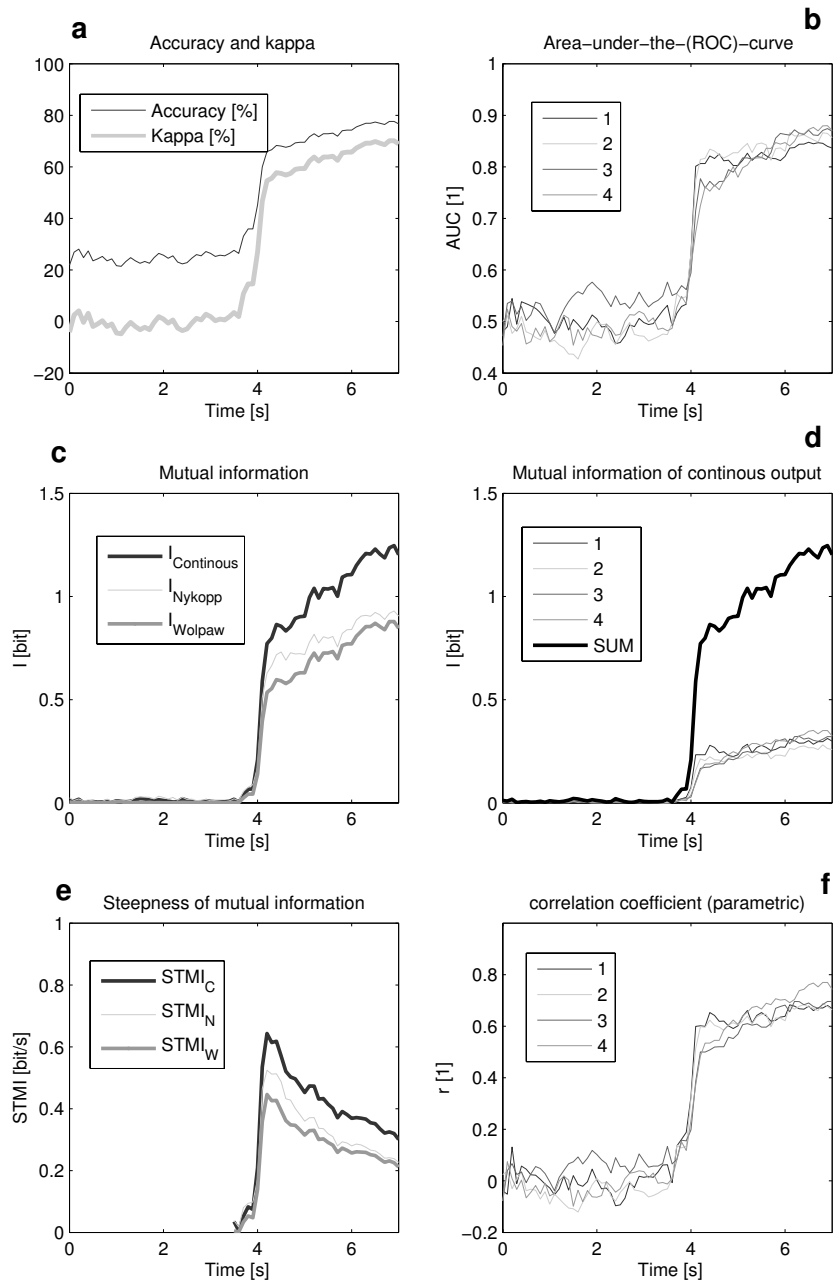 a
Accuracy and kappa
100
80
60
40
20
0
−20
Accuracy [%]
Kappa [%]
0 2 4 6
Time [s]
b
Area−under−the−(ROC)−curve
1
0.9
0.8
0.7
0.6
0.5
0.4
AUC [1]
1
2
3
4
0 2 4 6
Time [s]
c
Mutual information
1.5
1
0.5
0
I [bit]
I_Continous
I_Nykopp
I_Wolpaw
0 2 4 6
Time [s]
d
Mutual information of continous output
1.5
1
0.5
0
I [bit]
1
2
3
4
SUM
0 2 4 6
Time [s]
e
Steepness of mutual information
1
0.8
0.6
0.4
0.2
0
STMI [bit/s]
STMI_C
STMI_N
STMI_W
0 2 4 6
Time [s]
f
correlation coefficient (parametric)
0.8
0.6
0.4
0.2
0
−0.2
r [1]
1
2
3
4
0 2 4 6
Time [s]